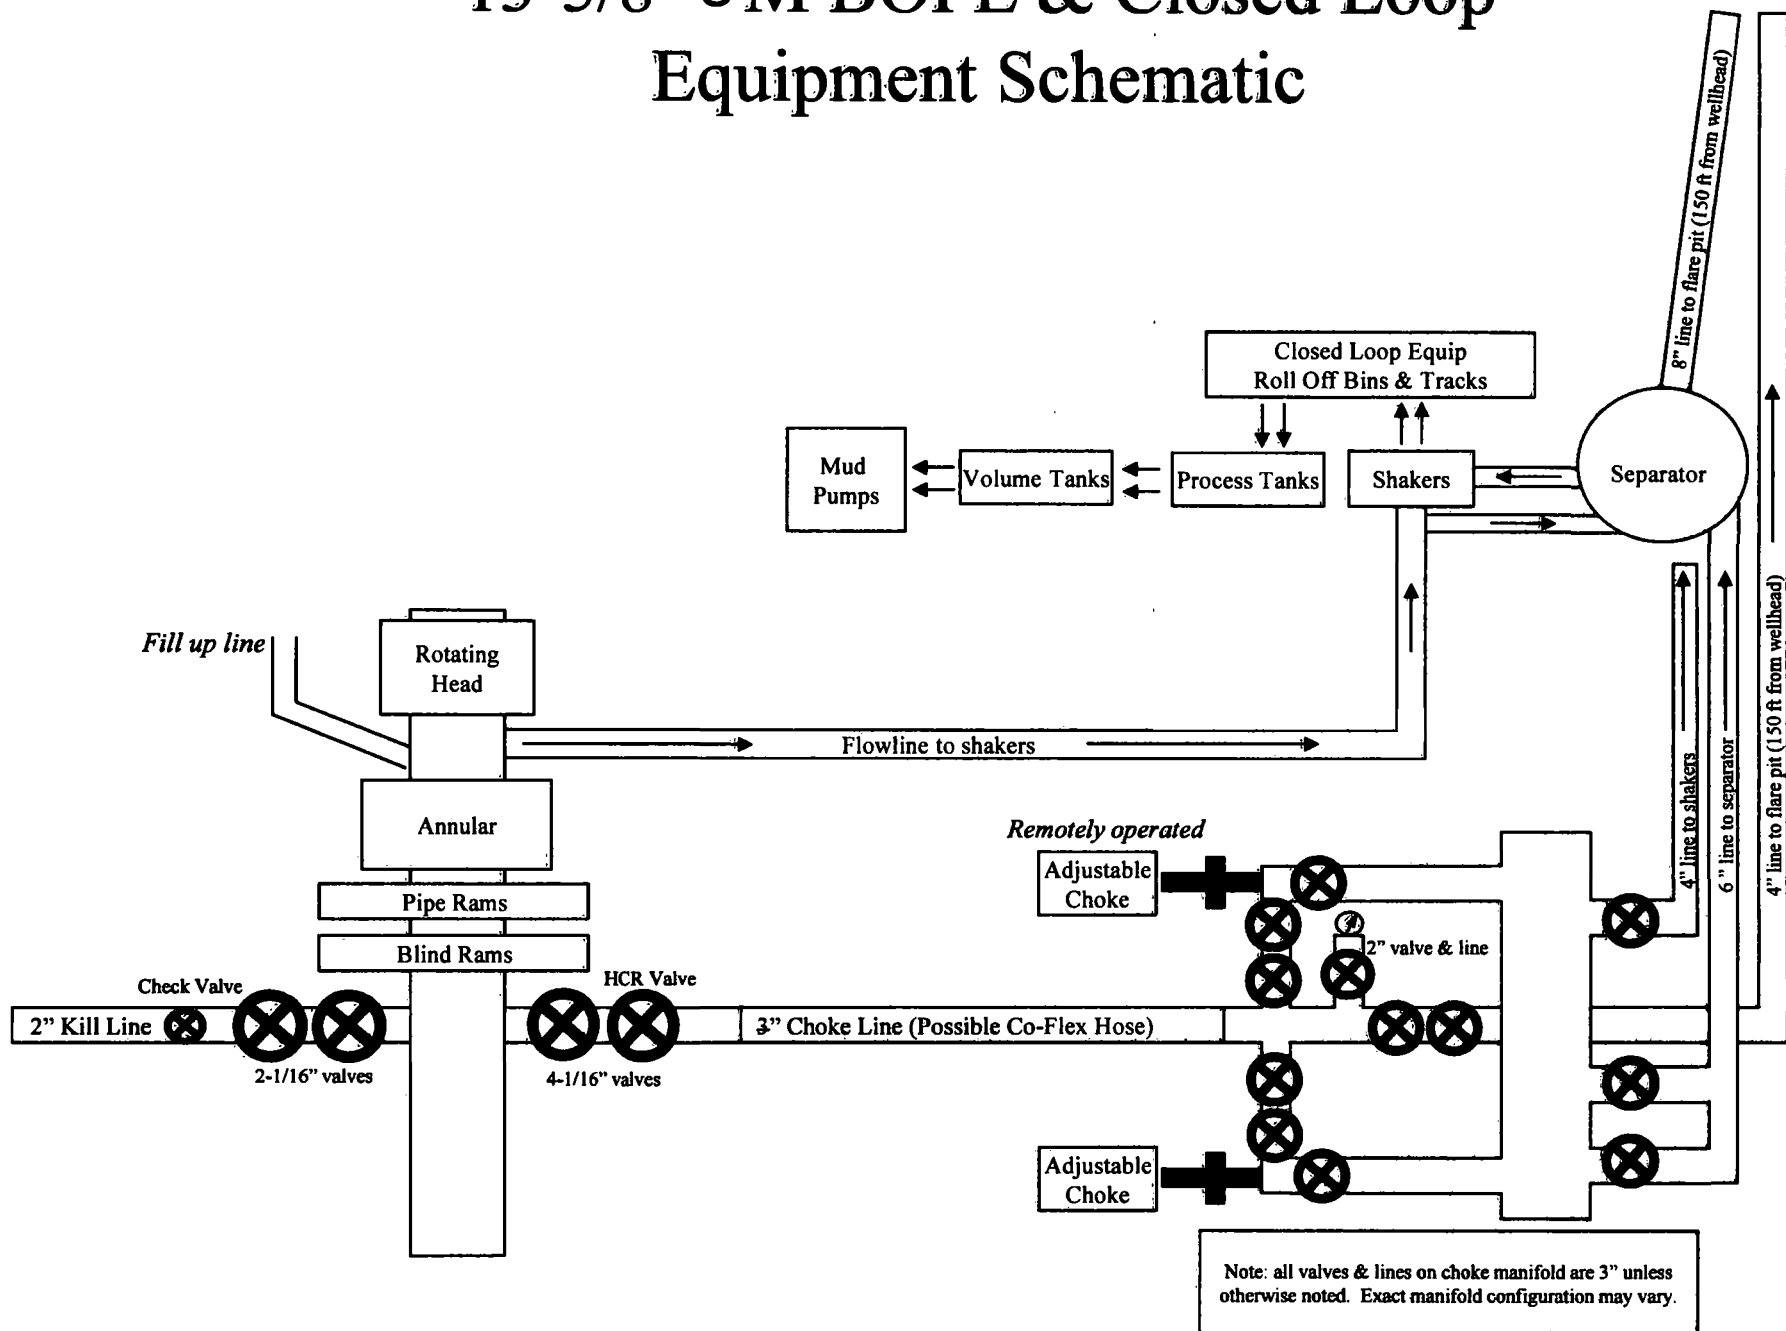 M BOPE & Closed Loop
Equipment Schematic
8" line to flare pit (150 ft from wellhead)
Closed Loop Equip
Roll Off Bins & Tracks
Mud
Pumps
Volume Tanks
Process Tanks
Shakers
Separator
Fill up line
Rotating
Head
Flowline to shakers
Annular
Pipe Rams
Blind Rams
Check Valve
HCR Valve
2" Kill Line
3" Choke Line (Possible Co-Flex Hose)
2-1/16" valves
4-1/16" valves
Remotely operated
Adjustable
Choke
2" valve & line
Adjustable
Choke
4" line to shakers
6 " line to separator
4" line to flare pit (150 ft from wellhead)
Note: all valves & lines on choke manifold are 3" unless
otherwise noted. Exact manifold configuration may vary.